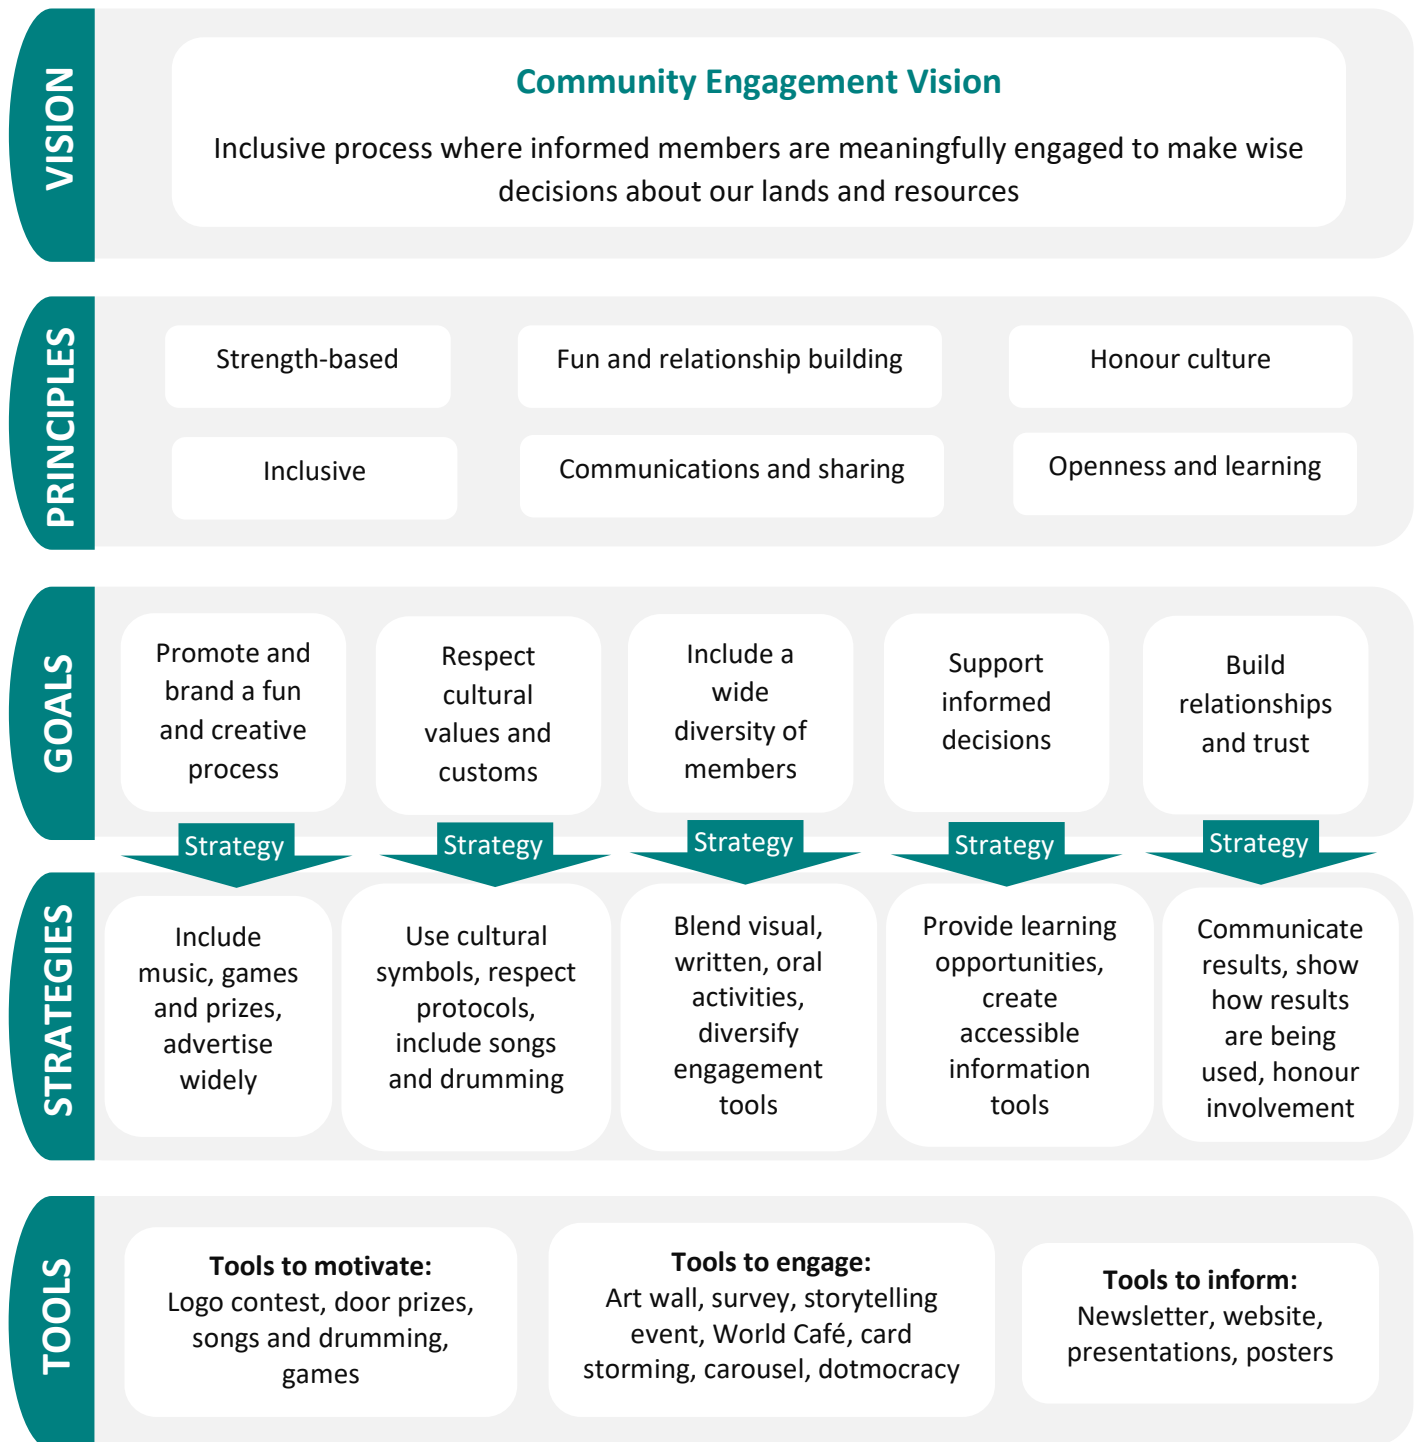 VISION
Community Engagement Vision
Inclusive process where informed members are meaningfully engaged to make wise
decisions about our lands and resources
PRINCIPLES
Strength-based
Fun and relationship building
Honour culture
Inclusive
Communications and sharing
Openness and learning
GOALS
Promote and
brand a fun
and creative
process
Respect
cultural
values and
customs
Include a
wide
diversity of
members
Support
informed
decisions
Build
relationships
and trust
Strategy
Strategy
Strategy
Strategy
Strategy
STRATEGIES
Include
music, games
and prizes,
advertise
widely
Use cultural
symbols, respect
protocols,
include songs
and drumming
Blend visual,
written, oral
activities,
diversify
engagement
tools
Provide learning
opportunities,
create
accessible
information
tools
Communicate
results, show
how results
are being
used, honour
involvement
TOOLS
Tools to motivate:
Logo contest, door prizes,
songs and drumming,
games
Tools to engage:
Art wall, survey, storytelling
event, World Café, card
storming, carousel, dotmocracy
Tools to inform:
Newsletter, website,
presentations, posters